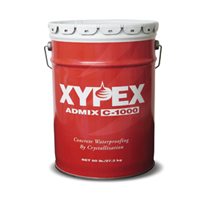 XYPEX
ADMIX C-1000
Concrete Waterproofing
By Crystallization